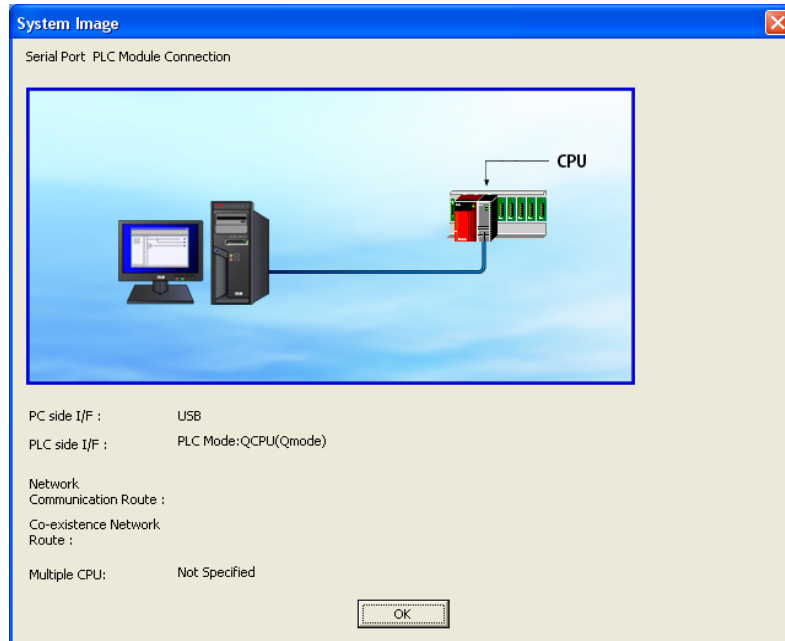 System Image
Serial Port PLC Module Connection
CPU
PC side I/F : USB
PLC side I/F : PLC Mode:QCPU(Qmode)
Network
Communication Route :
Co-existence Network
Route :
Multiple CPU: Not Specified
OK